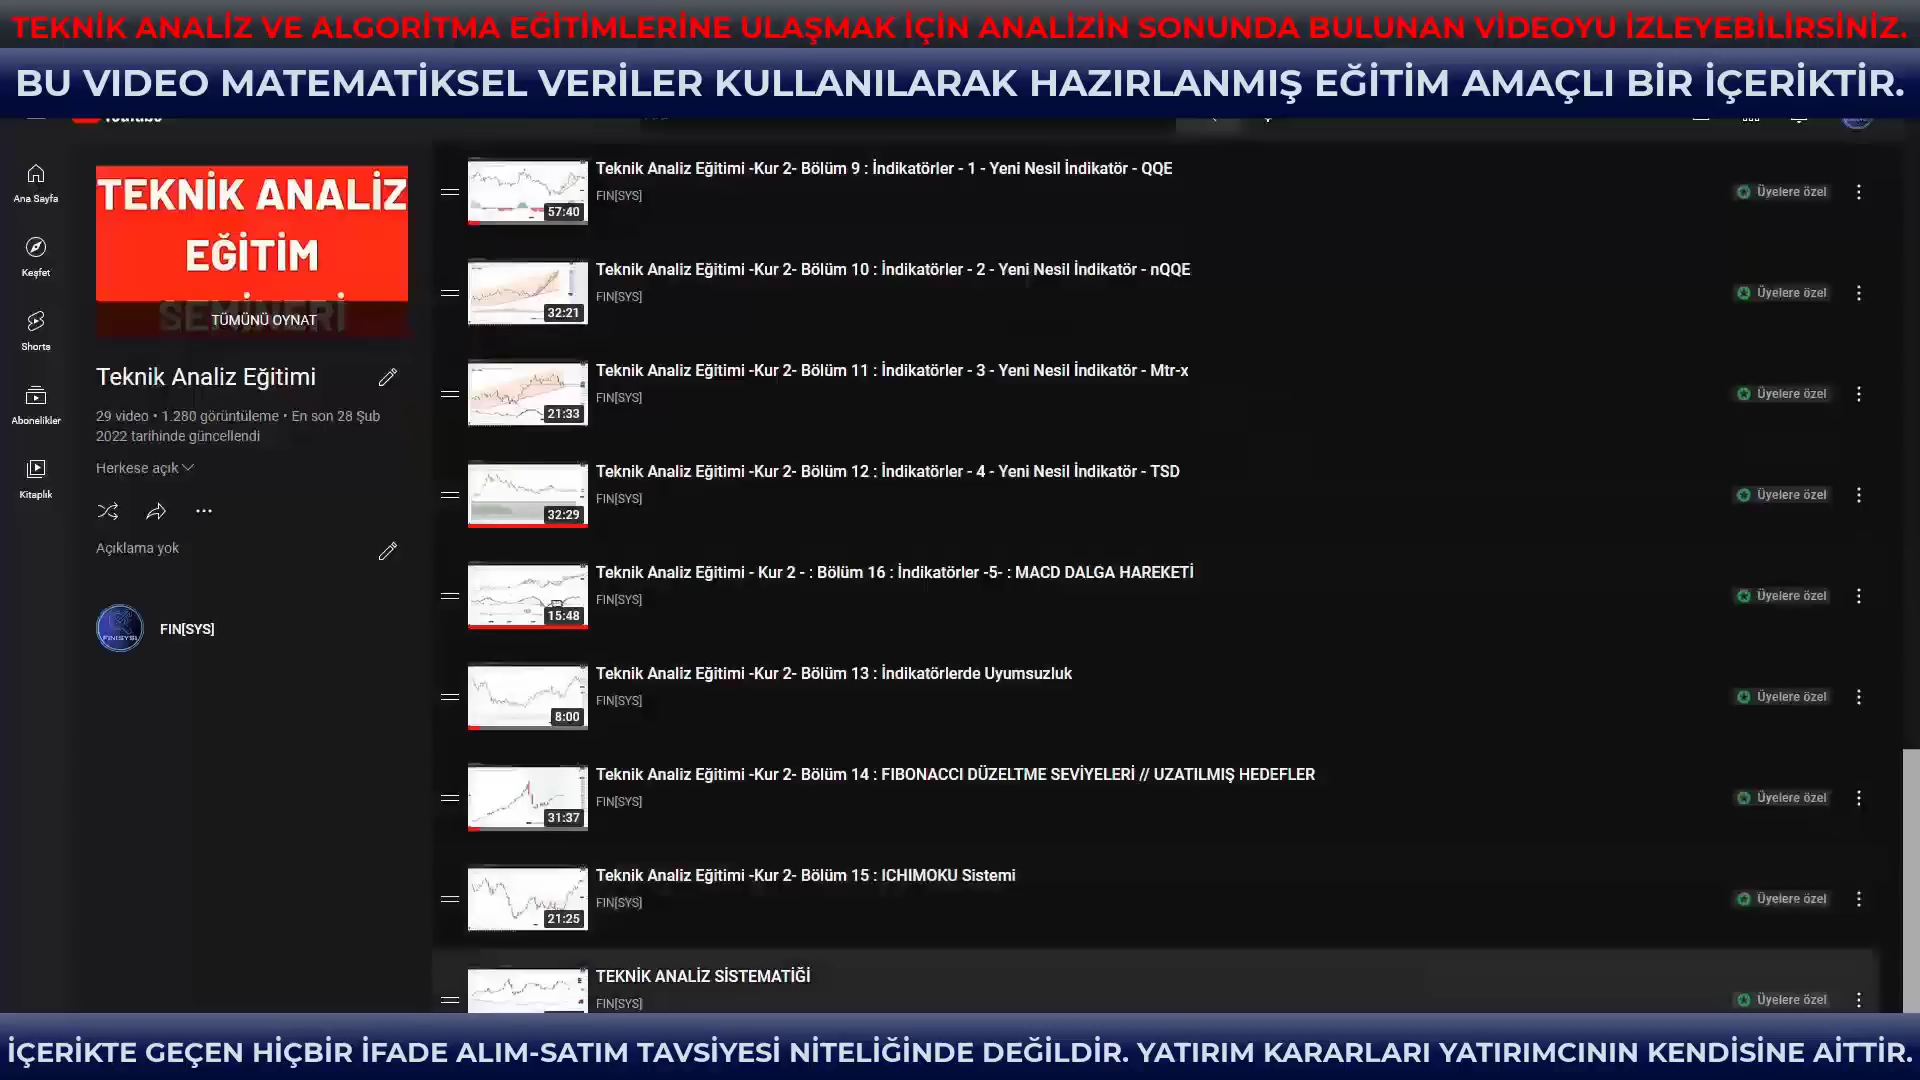 TEKNİK ANALİZ VE ALGORİTMA EĞİTİMLERİNE ULAŞMAK İÇİN ANALİZİN SONUNDA BULUNAN VİDEOYU İZLEYEBİLİRSİNİZ.
BU VIDEO MATEMATİKSEL VERİLER KULLANILARAK HAZIRLANMIŞ EĞİTİM AMAÇLI BİR İÇERİKTİR.
Ana Sayfa
Keşfet
Shorts
Abonelikler
Kitaplık
TEKNİK ANALİZ
EĞİTİM
SEMİNERİ
TÜMÜNÜ OYNAT
Teknik Analiz Eğitimi
29 video • 1.280 görüntüleme • En son 28 Şub
2022 tarihinde güncellendi
Herkese açık
Açıklama yok
FIN[SYS]
Teknik Analiz Eğitimi -Kur 2- Bölüm 9 : İndikatörler - 1 - Yeni Nesil İndikatör - QQE
FIN[SYS]
57:40
Üyelere özel
Teknik Analiz Eğitimi -Kur 2- Bölüm 10 : İndikatörler - 2 - Yeni Nesil İndikatör - nQQE
FIN[SYS]
32:21
Üyelere özel
Teknik Analiz Eğitimi -Kur 2- Bölüm 11 : İndikatörler - 3 - Yeni Nesil İndikatör - Mtr-x
FIN[SYS]
21:33
Üyelere özel
Teknik Analiz Eğitimi -Kur 2- Bölüm 12 : İndikatörler - 4 - Yeni Nesil İndikatör - TSD
FIN[SYS]
32:29
Üyelere özel
Teknik Analiz Eğitimi - Kur 2 - : Bölüm 16 : İndikatörler -5- : MACD DALGA HAREKETİ
FIN[SYS]
15:48
Üyelere özel
Teknik Analiz Eğitimi -Kur 2- Bölüm 13 : İndikatörlerde Uyumsuzluk
FIN[SYS]
8:00
Üyelere özel
Teknik Analiz Eğitimi -Kur 2- Bölüm 14 : FIBONACCI DÜZELTME SEVİYELERİ // UZATILMIŞ HEDEFLER
FIN[SYS]
31:37
Üyelere özel
Teknik Analiz Eğitimi -Kur 2- Bölüm 15 : ICHIMOKU Sistemi
FIN[SYS]
21:25
Üyelere özel
TEKNİK ANALİZ SİSTEMATİĞİ
FIN[SYS]
Üyelere özel
İÇERİKTE GEÇEN HİÇBİR İFADE ALIM-SATIM TAVSİYESİ NİTELİĞİNDE DEĞİLDİR. YATIRIM KARARLARI YATIRIMCININ KENDİSİNE AİTTİR.